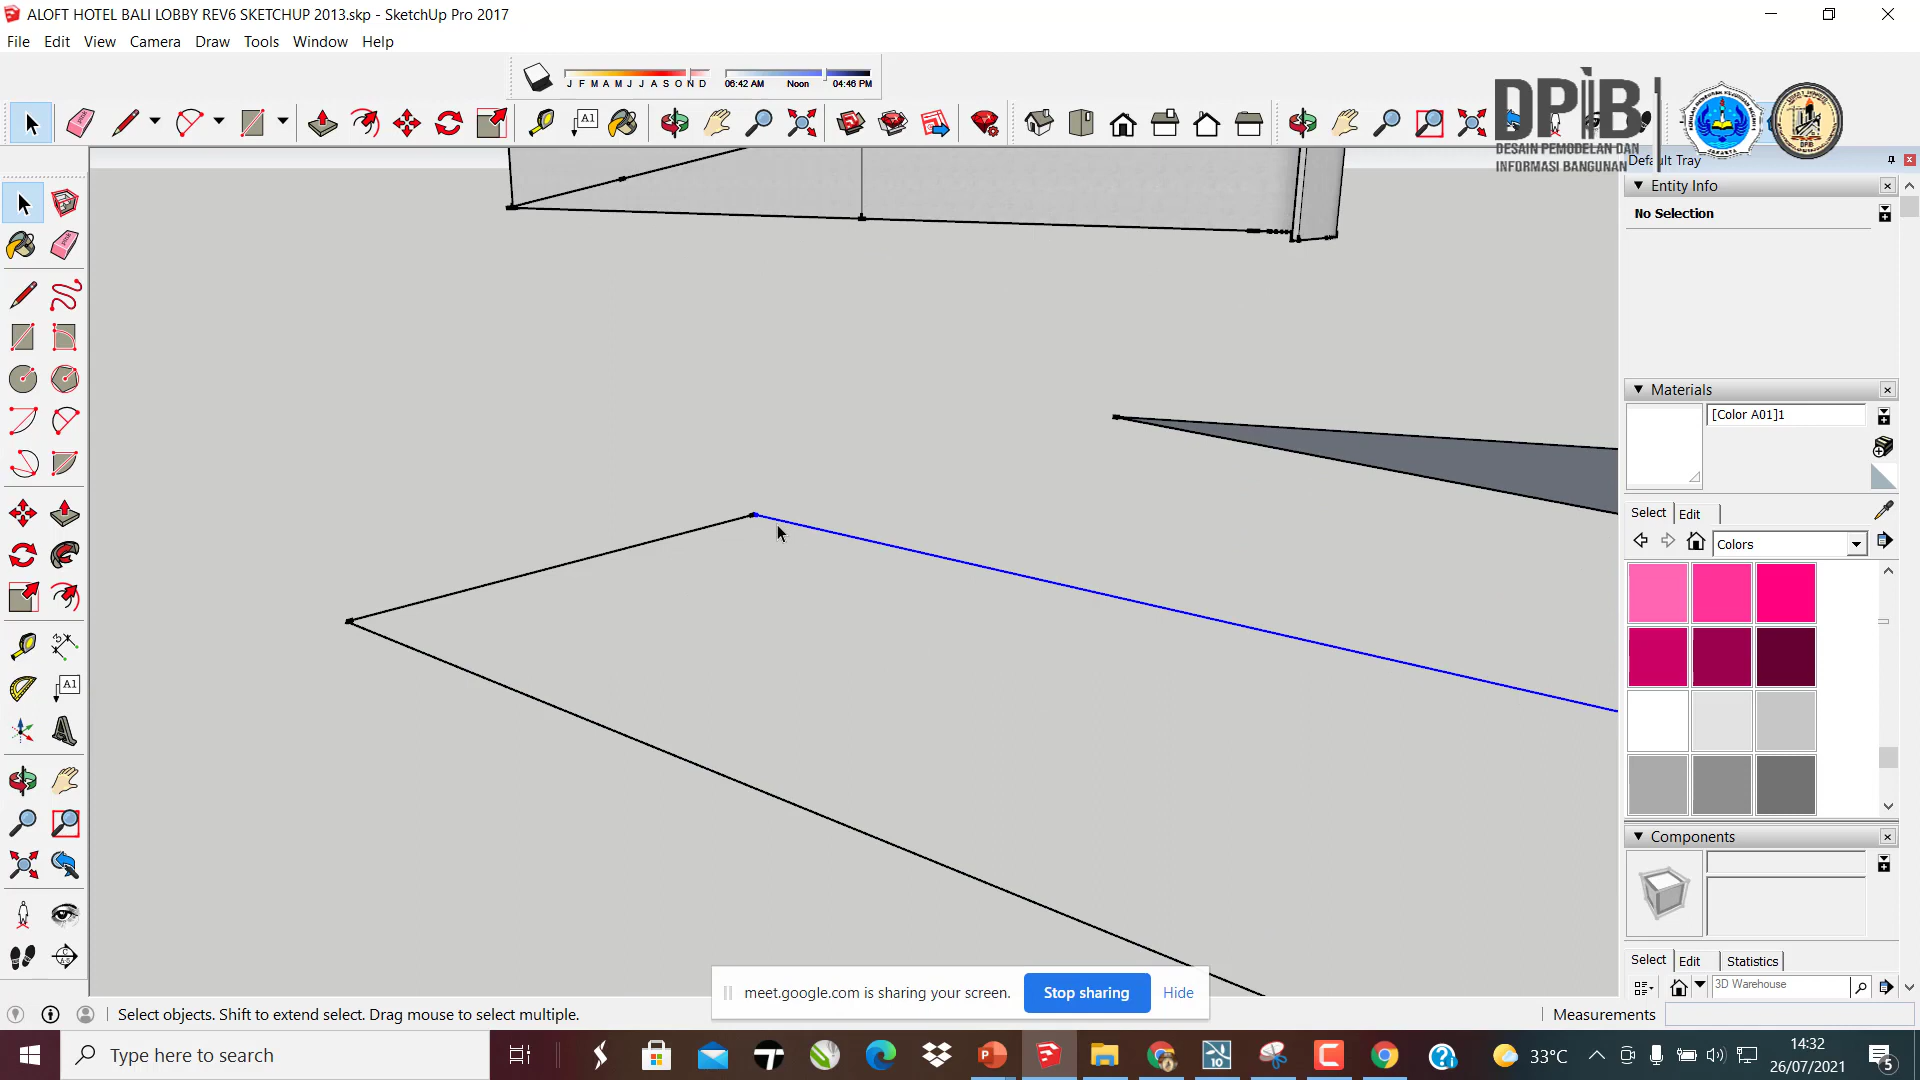 ALOFT HOTEL BALI LOBBY REV6 SKETCHUP 2013.skp - SketchUp Pro 2017
File Edit View Camera Draw Tools Window Help
J F M A M J J A S O N D
06:42 AM Noon 04:46 PM
A1
DPIB
DESAIN PEMODELAN DAN
INFORMASI BANGUNAN
Default Tray
Entity Info
No Selection
Materials
[Color A01]1
Select Edit
Colors
A1
Components
Select Edit Statistics
3D Warehouse
meet.google.com is sharing your screen. Stop sharing Hide
Select objects. Shift to extend select. Drag mouse to select multiple.
Measurements
Type here to search
10
33°C
14:32
26/07/2021
5